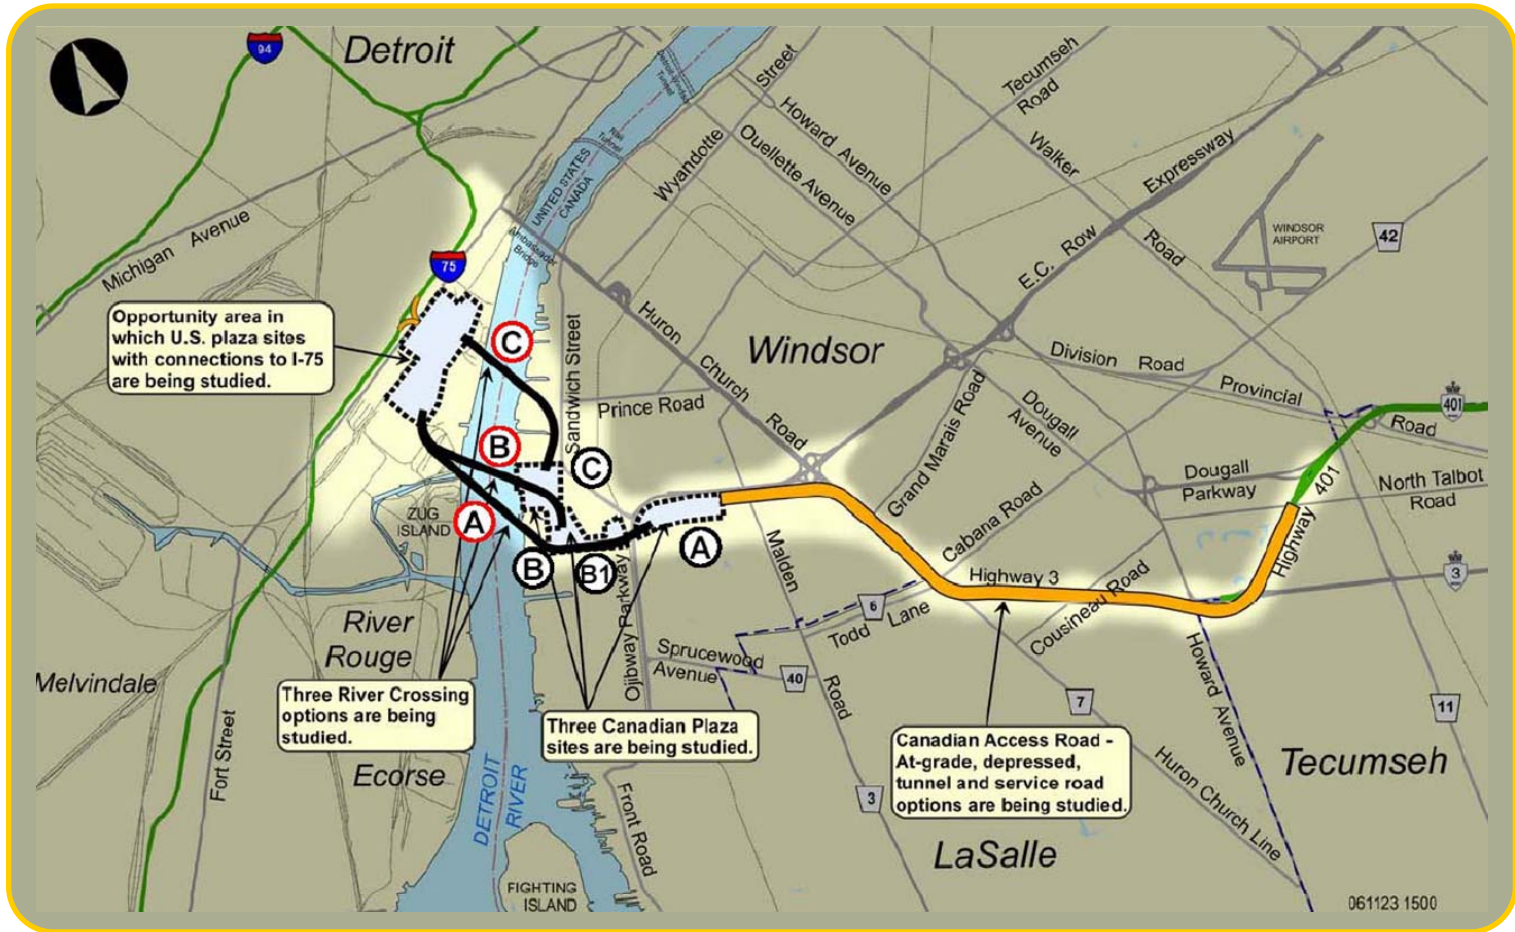 94
Detroit
Detroit-Windsor
Tunnel
Street
Tecumseh
Road
Howard Avenue
Ouellette Avenue
Wyandotte
Rail
Tunnel
UNITED STATES
CANADA
Walker
Road
Expressway
E.C. Row
WINDSOR
AIRPORT
42
Michigan Avenue
Ambassador
Bridge
75
Opportunity area in
which U.S. plaza sites
with connections to I-75
are being studied.
C
Sandwich Street
Huron
Church
Road
Windsor
Division Road
Provincial
Road
401
Prince Road
Grand Marais Road
Dougall
Avenue
B
C
Dougall
Parkway
401
Highway
North Talbot
Road
ZUG
ISLAND
A
A
B
B1
Malden
Road
Cabana Road
Highway 3
Cousineau Road
3
6
Todd Lane
River
Rouge
Ojibway Parkway
Sprucewood
Avenue
40
Howard Avenue
7
11
Melvindale
Three River Crossing
options are being
studied.
Three Canadian Plaza
sites are being studied.
Canadian Access Road -
At-grade, depressed,
tunnel and service road
options are being studied.
Tecumseh
Fort Street
Ecorse
DETROIT
RIVER
Front Road
3
Huron Church Line
LaSalle
FIGHTING
ISLAND
061123 1500